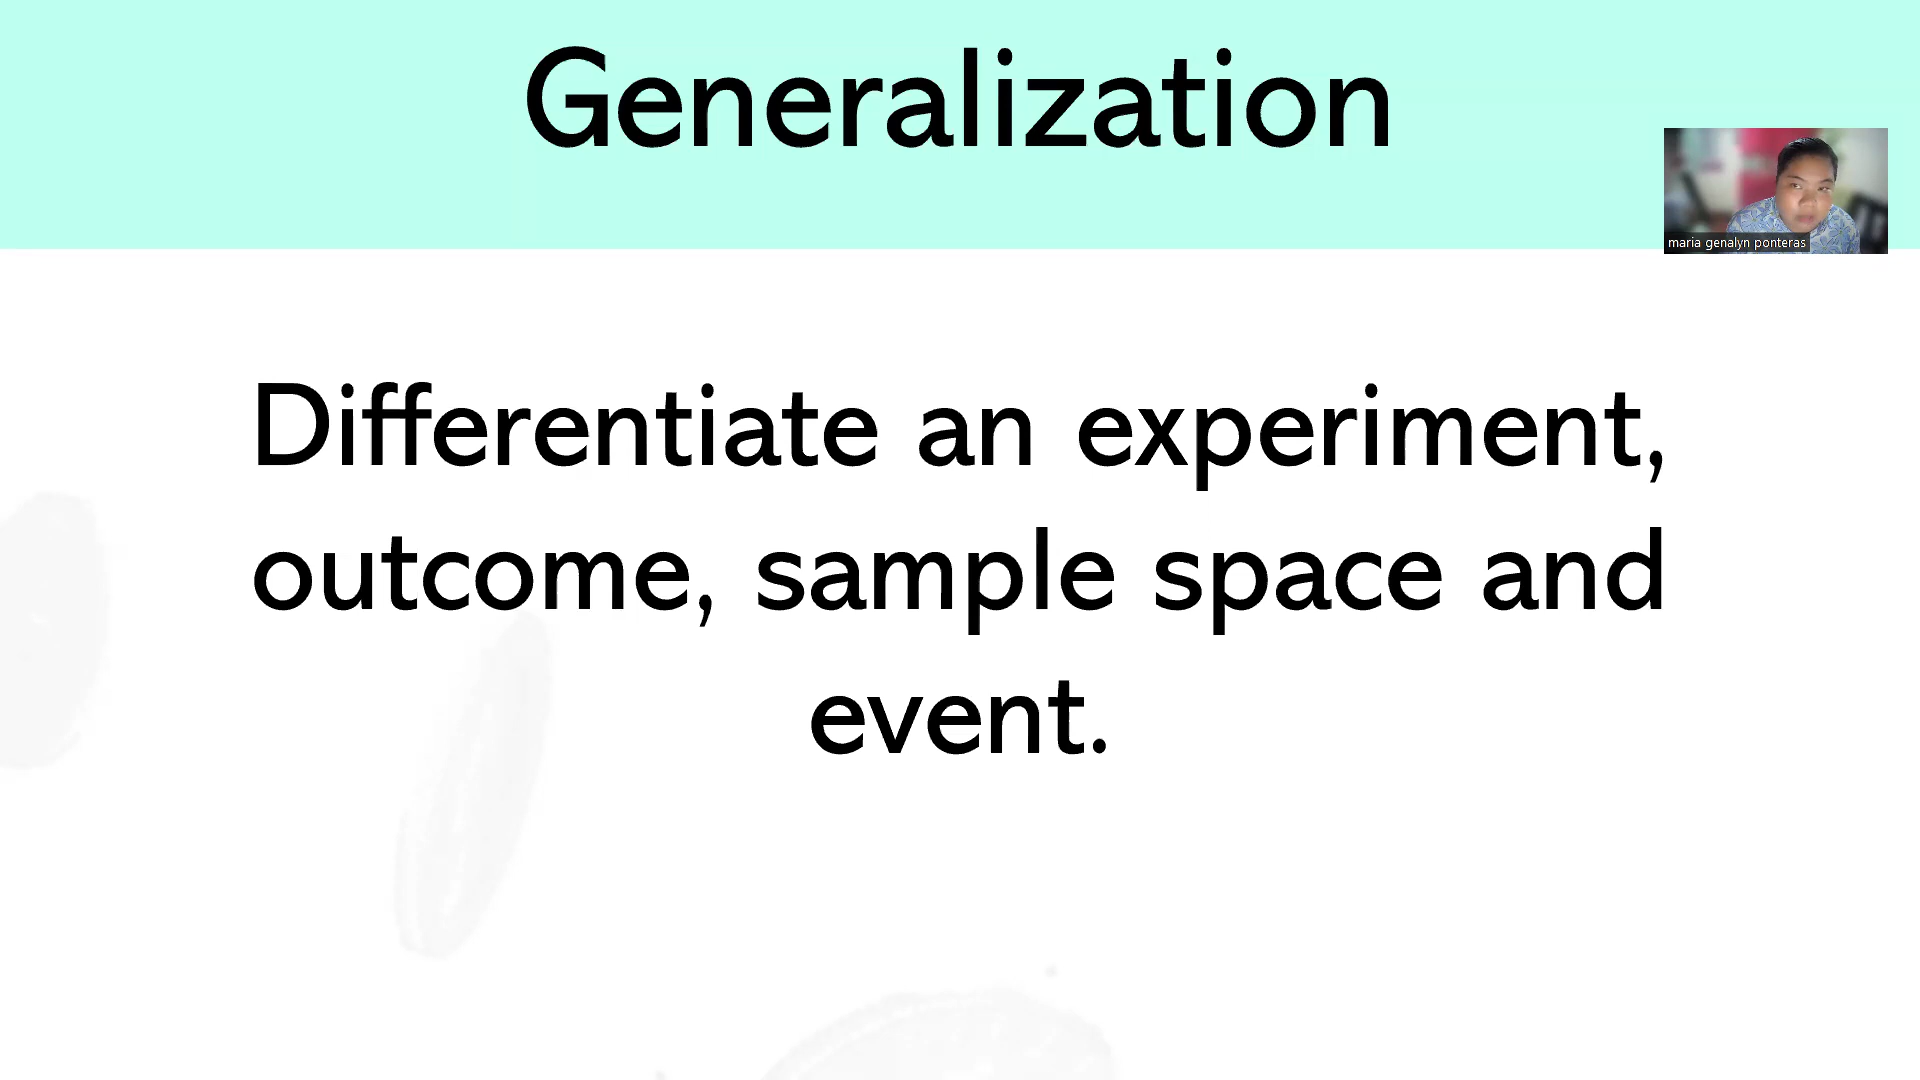 Generalization
maria genalyn ponteras
Differentiate an experiment,
outcome, sample space and
event.